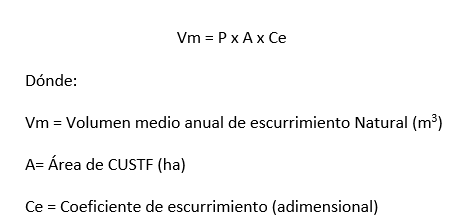 Vm = P x A x Ce
Dónde:
Vm = Volumen medio anual de escurrimiento Natural (m³)
A= Área de CUSTF (ha)
Ce = Coeficiente de escurrimiento (adimensional)